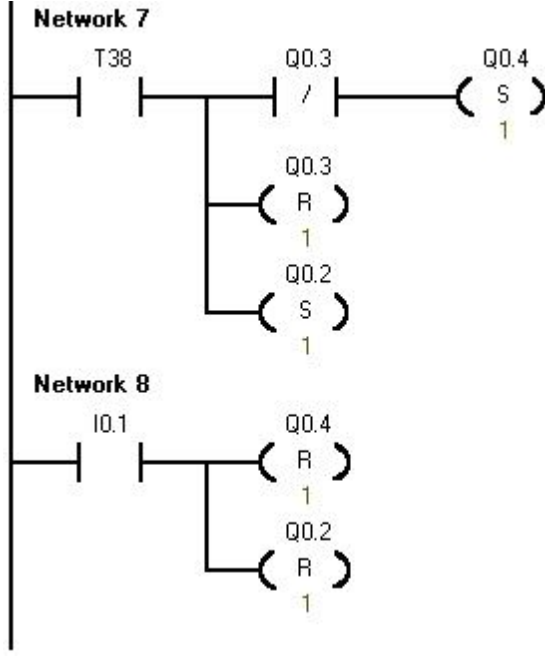 Network 7
T38 Q0.3 Q0.4
/ S
1
Q0.3
R
1
Q0.2
S
1
Network 8
I0.1 Q0.4
R
1
Q0.2
R
1